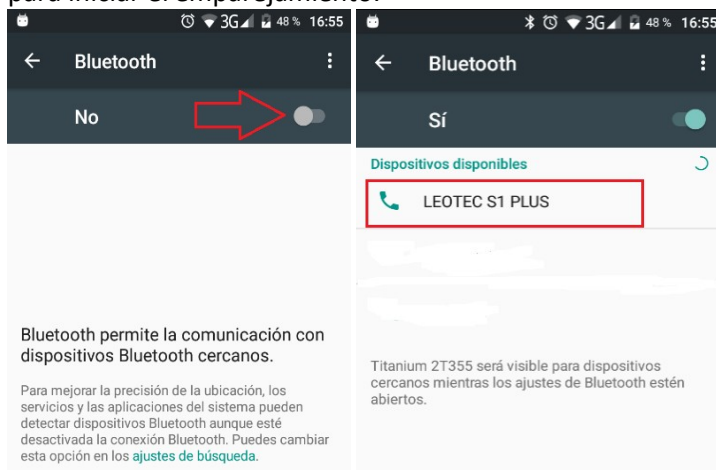 para iniciar el emparejamiento.
3G 48 % 16:55
Bluetooth
No
Bluetooth permite la comunicación con
dispositivos Bluetooth cercanos.
Para mejorar la precisión de la ubicación, los
servicios y las aplicaciones del sistema pueden
detectar dispositivos Bluetooth aunque esté
desactivada la conexión Bluetooth. Puedes cambiar
esta opción en los ajustes de búsqueda.
3G 48 % 16:55
Bluetooth
Sí
Dispositivos disponibles
LEOTEC S1 PLUS
Titanium 2T355 será visible para dispositivos
cercanos mientras los ajustes de Bluetooth estén
abiertos.